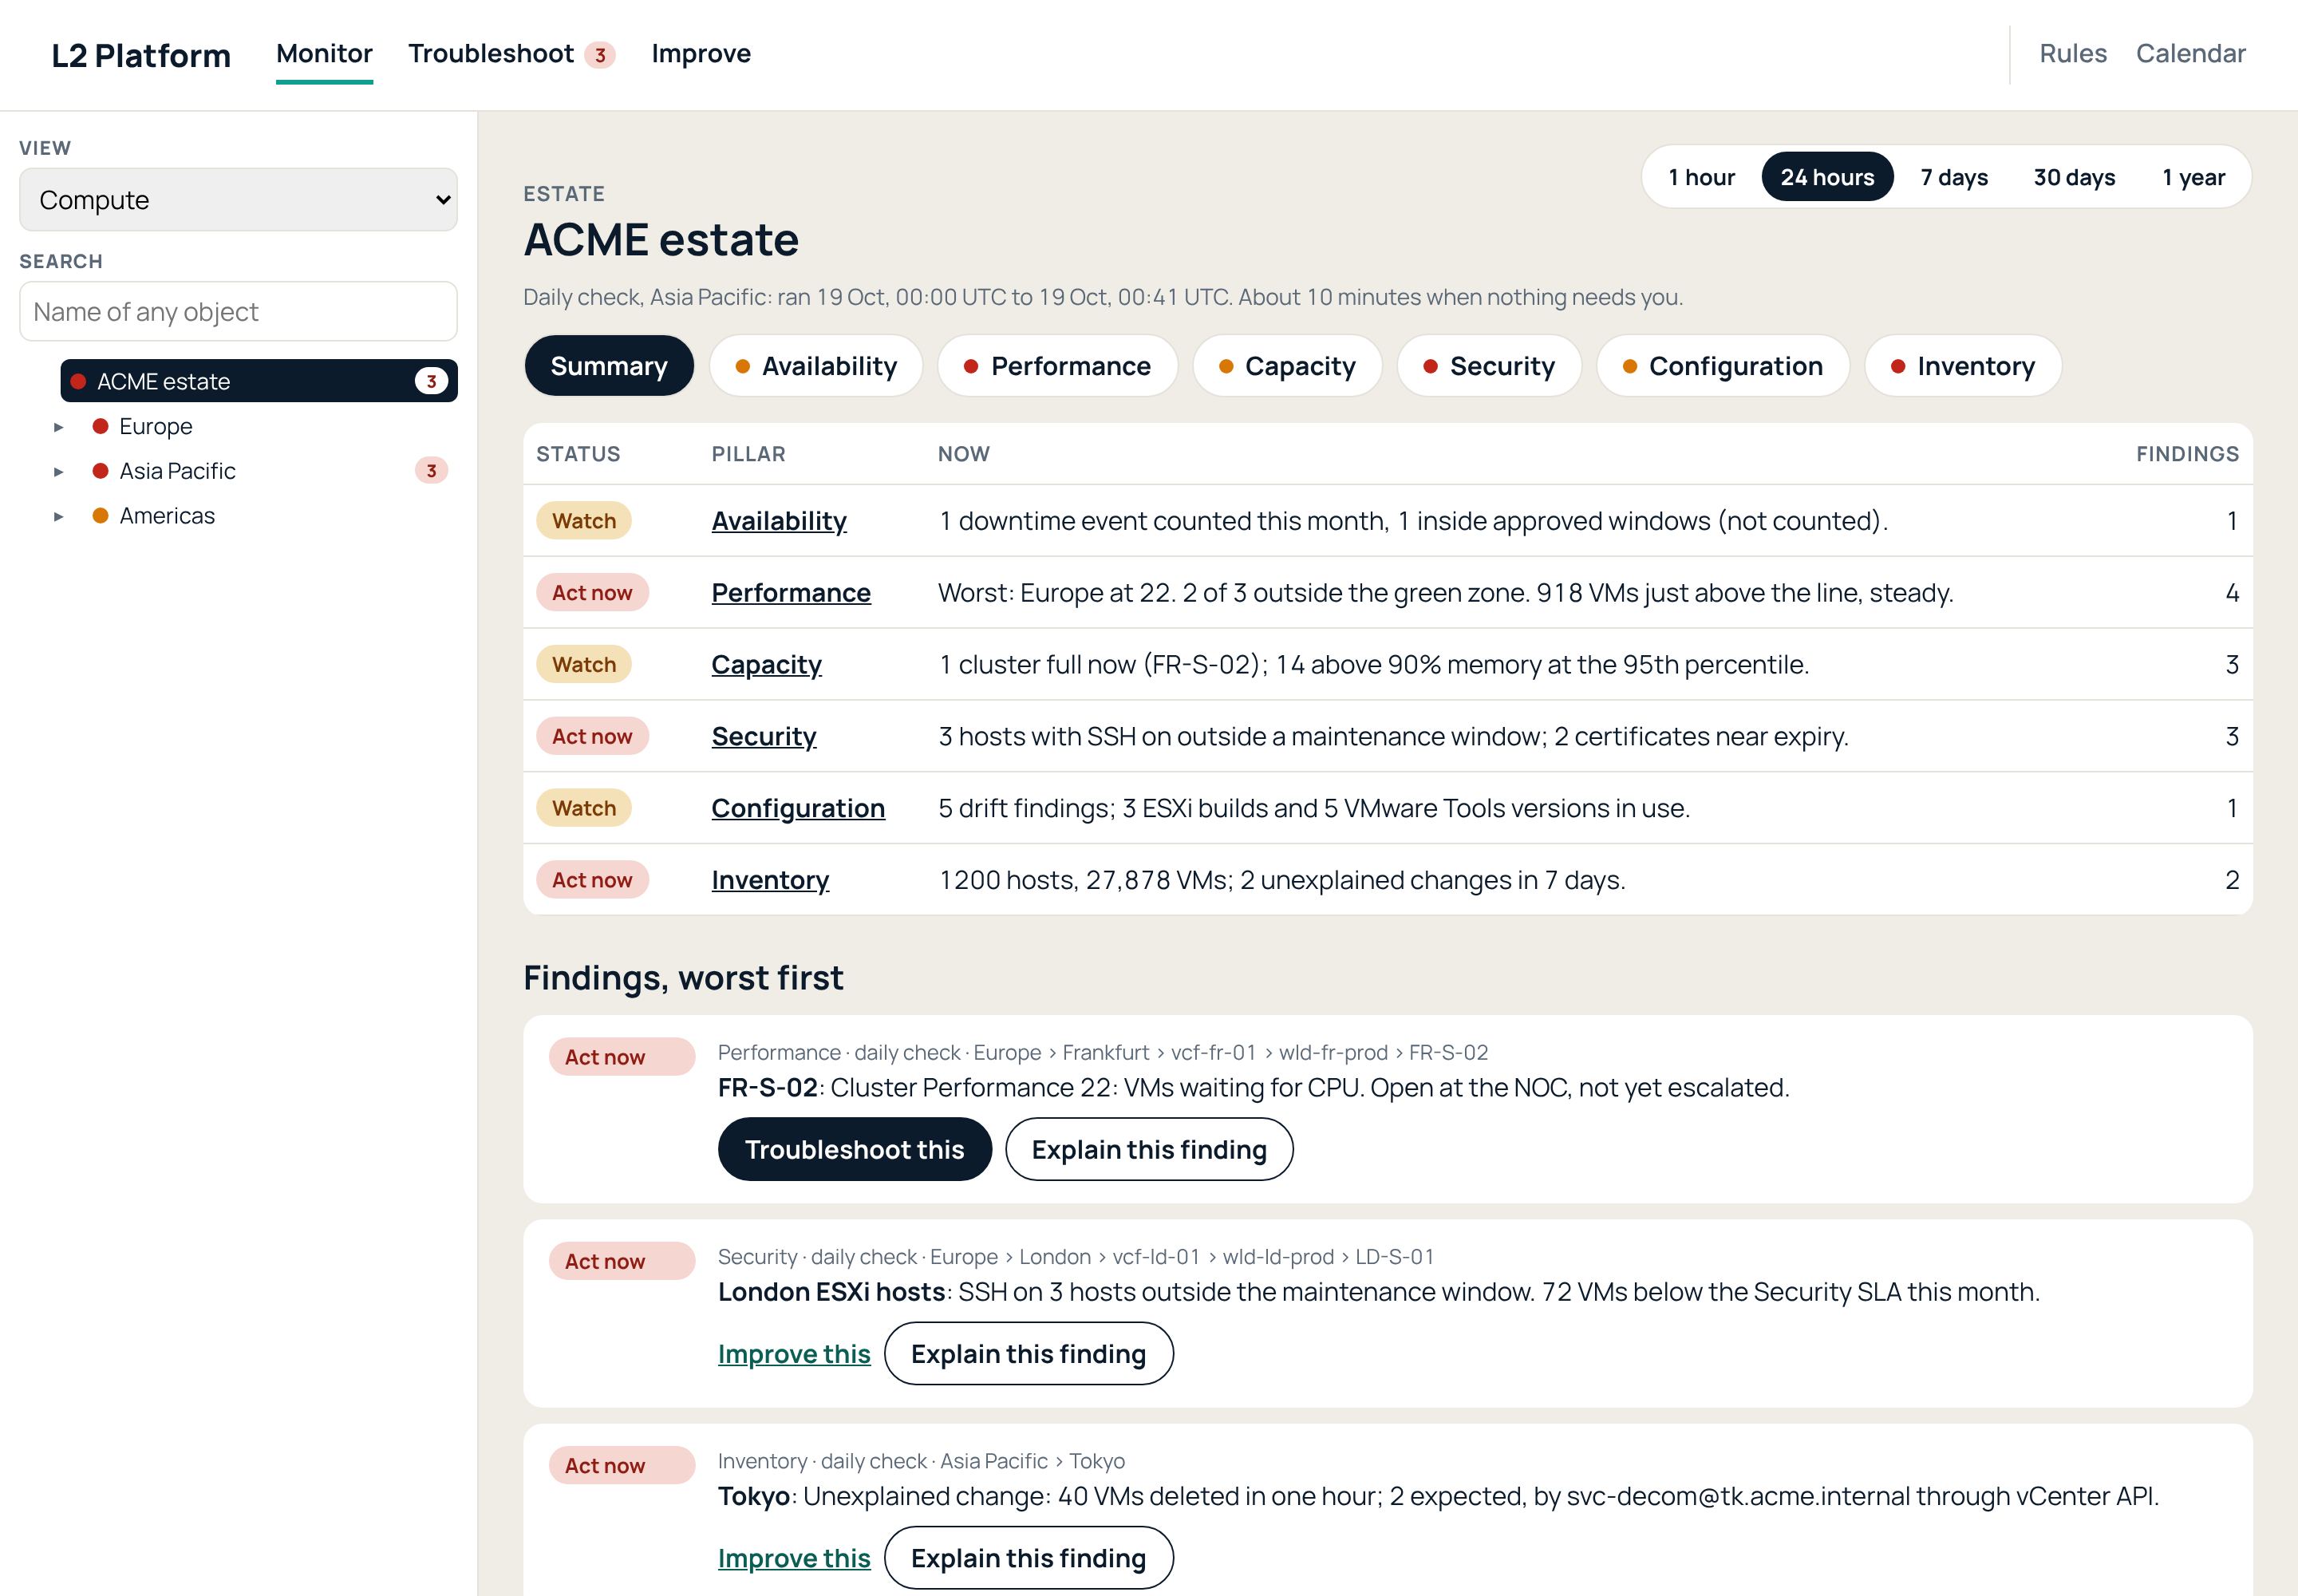 L2 Platform Monitor Troubleshoot 3 Improve Rules Calendar
VIEW
Compute
SEARCH
Name of any object
ACME estate 3
Europe
Asia Pacific 3
Americas
1 hour 24 hours 7 days 30 days 1 year
ESTATE
ACME estate
Daily check, Asia Pacific: ran 19 Oct, 00:00 UTC to 19 Oct, 00:41 UTC. About 10 minutes when nothing needs you.
Summary Availability Performance Capacity Security Configuration Inventory
STATUS PILLAR NOW FINDINGS
Watch Availability 1 downtime event counted this month, 1 inside approved windows (not counted). 1
Act now Performance Worst: Europe at 22. 2 of 3 outside the green zone. 918 VMs just above the line, steady. 4
Watch Capacity 1 cluster full now (FR-S-02); 14 above 90% memory at the 95th percentile. 3
Act now Security 3 hosts with SSH on outside a maintenance window; 2 certificates near expiry. 3
Watch Configuration 5 drift findings; 3 ESXi builds and 5 VMware Tools versions in use. 1
Act now Inventory 1200 hosts, 27,878 VMs; 2 unexplained changes in 7 days. 2
Findings, worst first
Act now Performance · daily check · Europe › Frankfurt › vcf-fr-01 › wld-fr-prod › FR-S-02
FR-S-02: Cluster Performance 22: VMs waiting for CPU. Open at the NOC, not yet escalated.
Troubleshoot this Explain this finding
Act now Security · daily check · Europe › London › vcf-ld-01 › wld-ld-prod › LD-S-01
London ESXi hosts: SSH on 3 hosts outside the maintenance window. 72 VMs below the Security SLA this month.
Improve this Explain this finding
Act now Inventory · daily check · Asia Pacific › Tokyo
Tokyo: Unexplained change: 40 VMs deleted in one hour; 2 expected, by svc-decom@tk.acme.internal through vCenter API.
Improve this Explain this finding